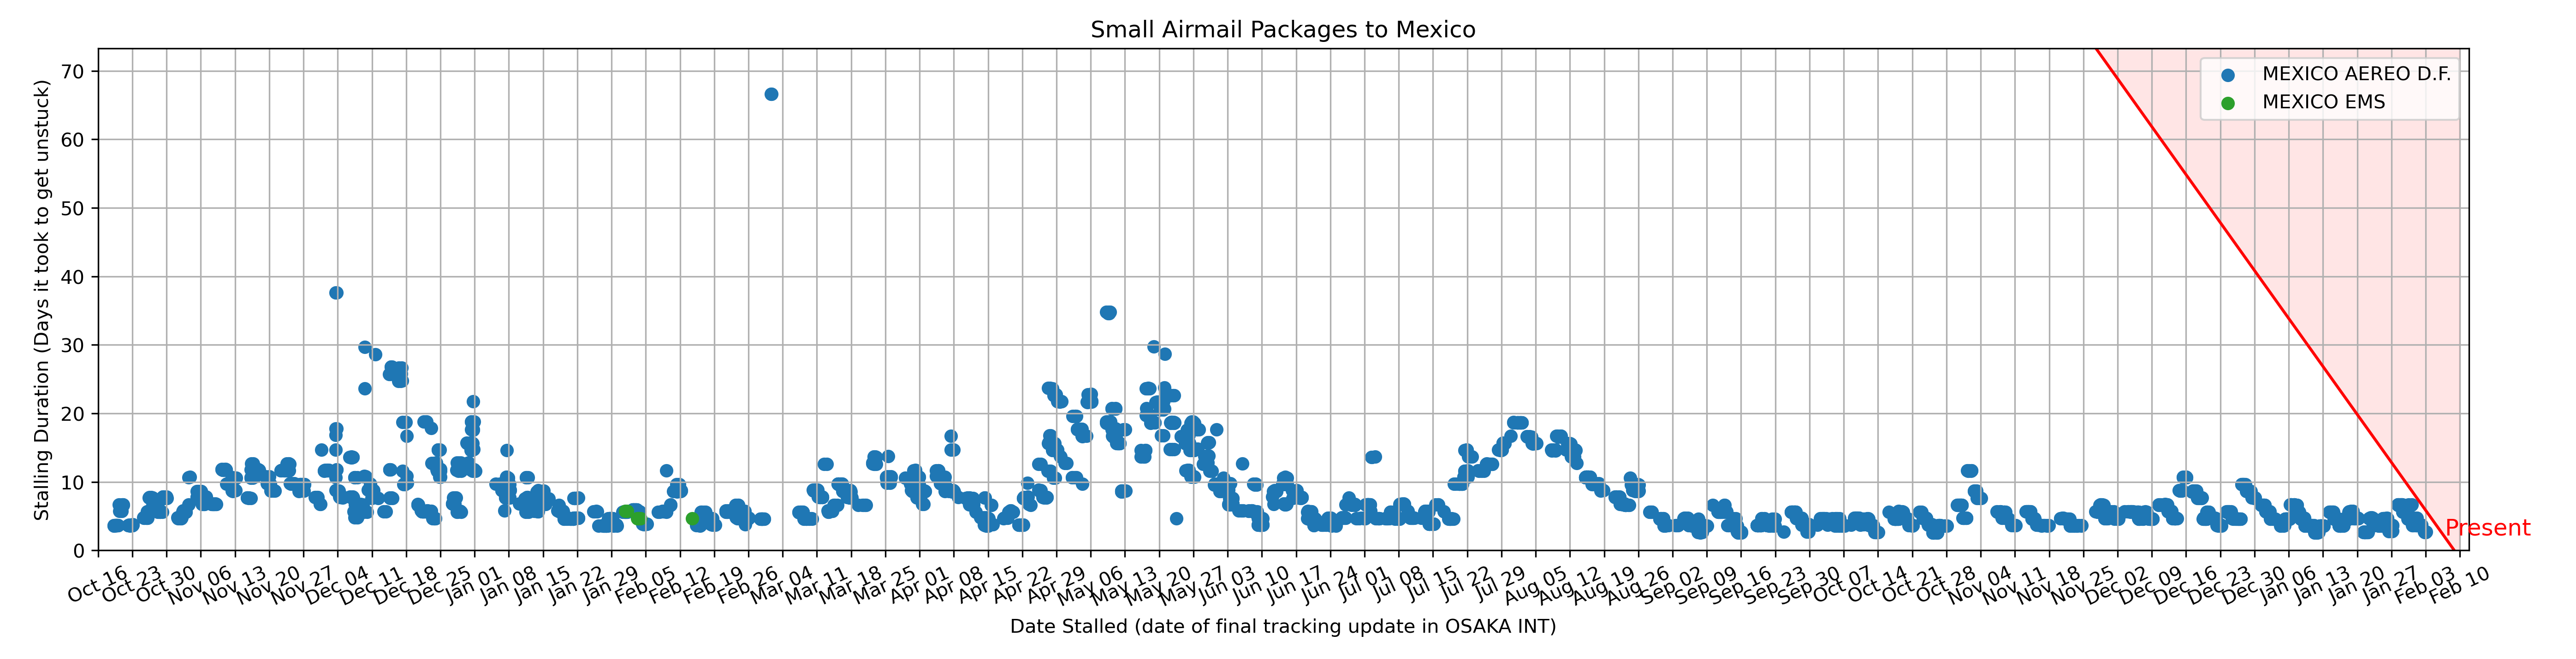 Small Airmail Packages to Mexico
Stalling Duration (Days it took to get unstuck)
70
60
50
40
30
20
10
0
MEXICO AEREO D.F.
MEXICO EMS
Present
Oct 16
Oct 23
Oct 30
Nov 06
Nov 13
Nov 20
Nov 27
Dec 04
Dec 11
Dec 18
Dec 25
Jan 01
Jan 08
Jan 15
Jan 22
Jan 29
Feb 05
Feb 12
Feb 19
Feb 26
Mar 04
Mar 11
Mar 18
Mar 25
Apr 01
Apr 08
Apr 15
Apr 22
Apr 29
May 06
May 13
May 20
May 27
Jun 03
Jun 10
Jun 17
Jun 24
Jul 01
Jul 08
Jul 15
Jul 22
Jul 29
Aug 05
Aug 12
Aug 19
Aug 26
Sep 02
Sep 09
Sep 16
Sep 23
Sep 30
Oct 07
Oct 14
Oct 21
Oct 28
Nov 04
Nov 11
Nov 18
Nov 25
Dec 02
Dec 09
Dec 16
Dec 23
Dec 30
Jan 06
Jan 13
Jan 20
Jan 27
Feb 03
Feb 10
Date Stalled (date of final tracking update in OSAKA INT)